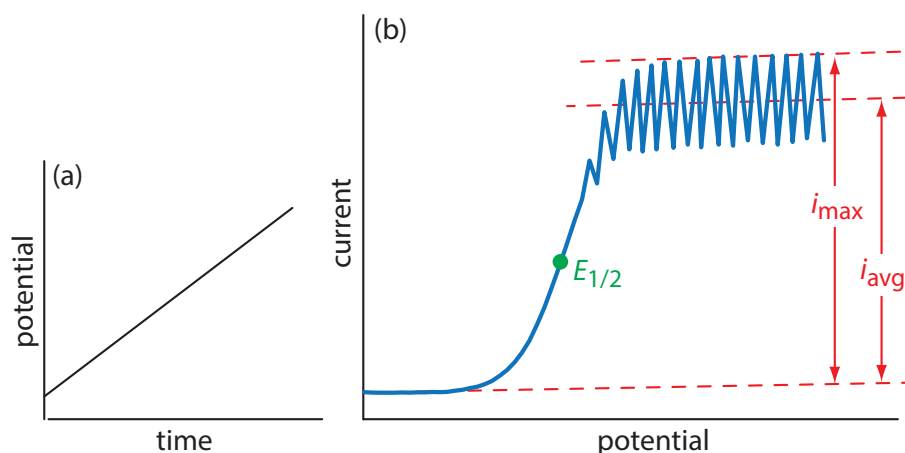 (a)
potential
time
(b)
current
E1/2
imax
iavg
potential